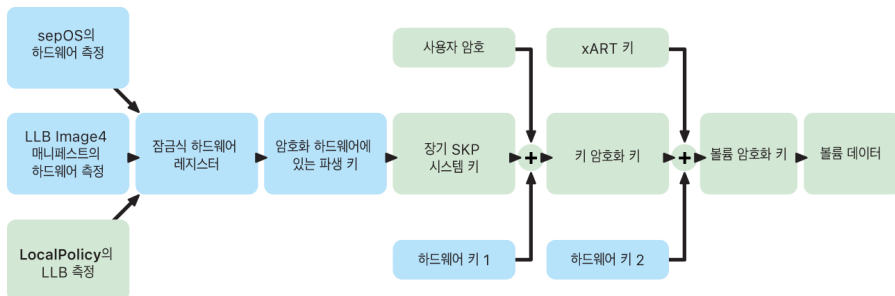 sepOS의
하드웨어 측정
사용자 암호
xART 키
LLB Image4
매니페스트의
하드웨어 측정
잠금식 하드웨어
레지스터
암호화 하드웨어에
있는 파생 키
장기 SKP
시스템 키
+
키 암호화 키
+
볼륨 암호화 키
볼륨 데이터
LocalPolicy의
LLB 측정
하드웨어 키 1
하드웨어 키 2